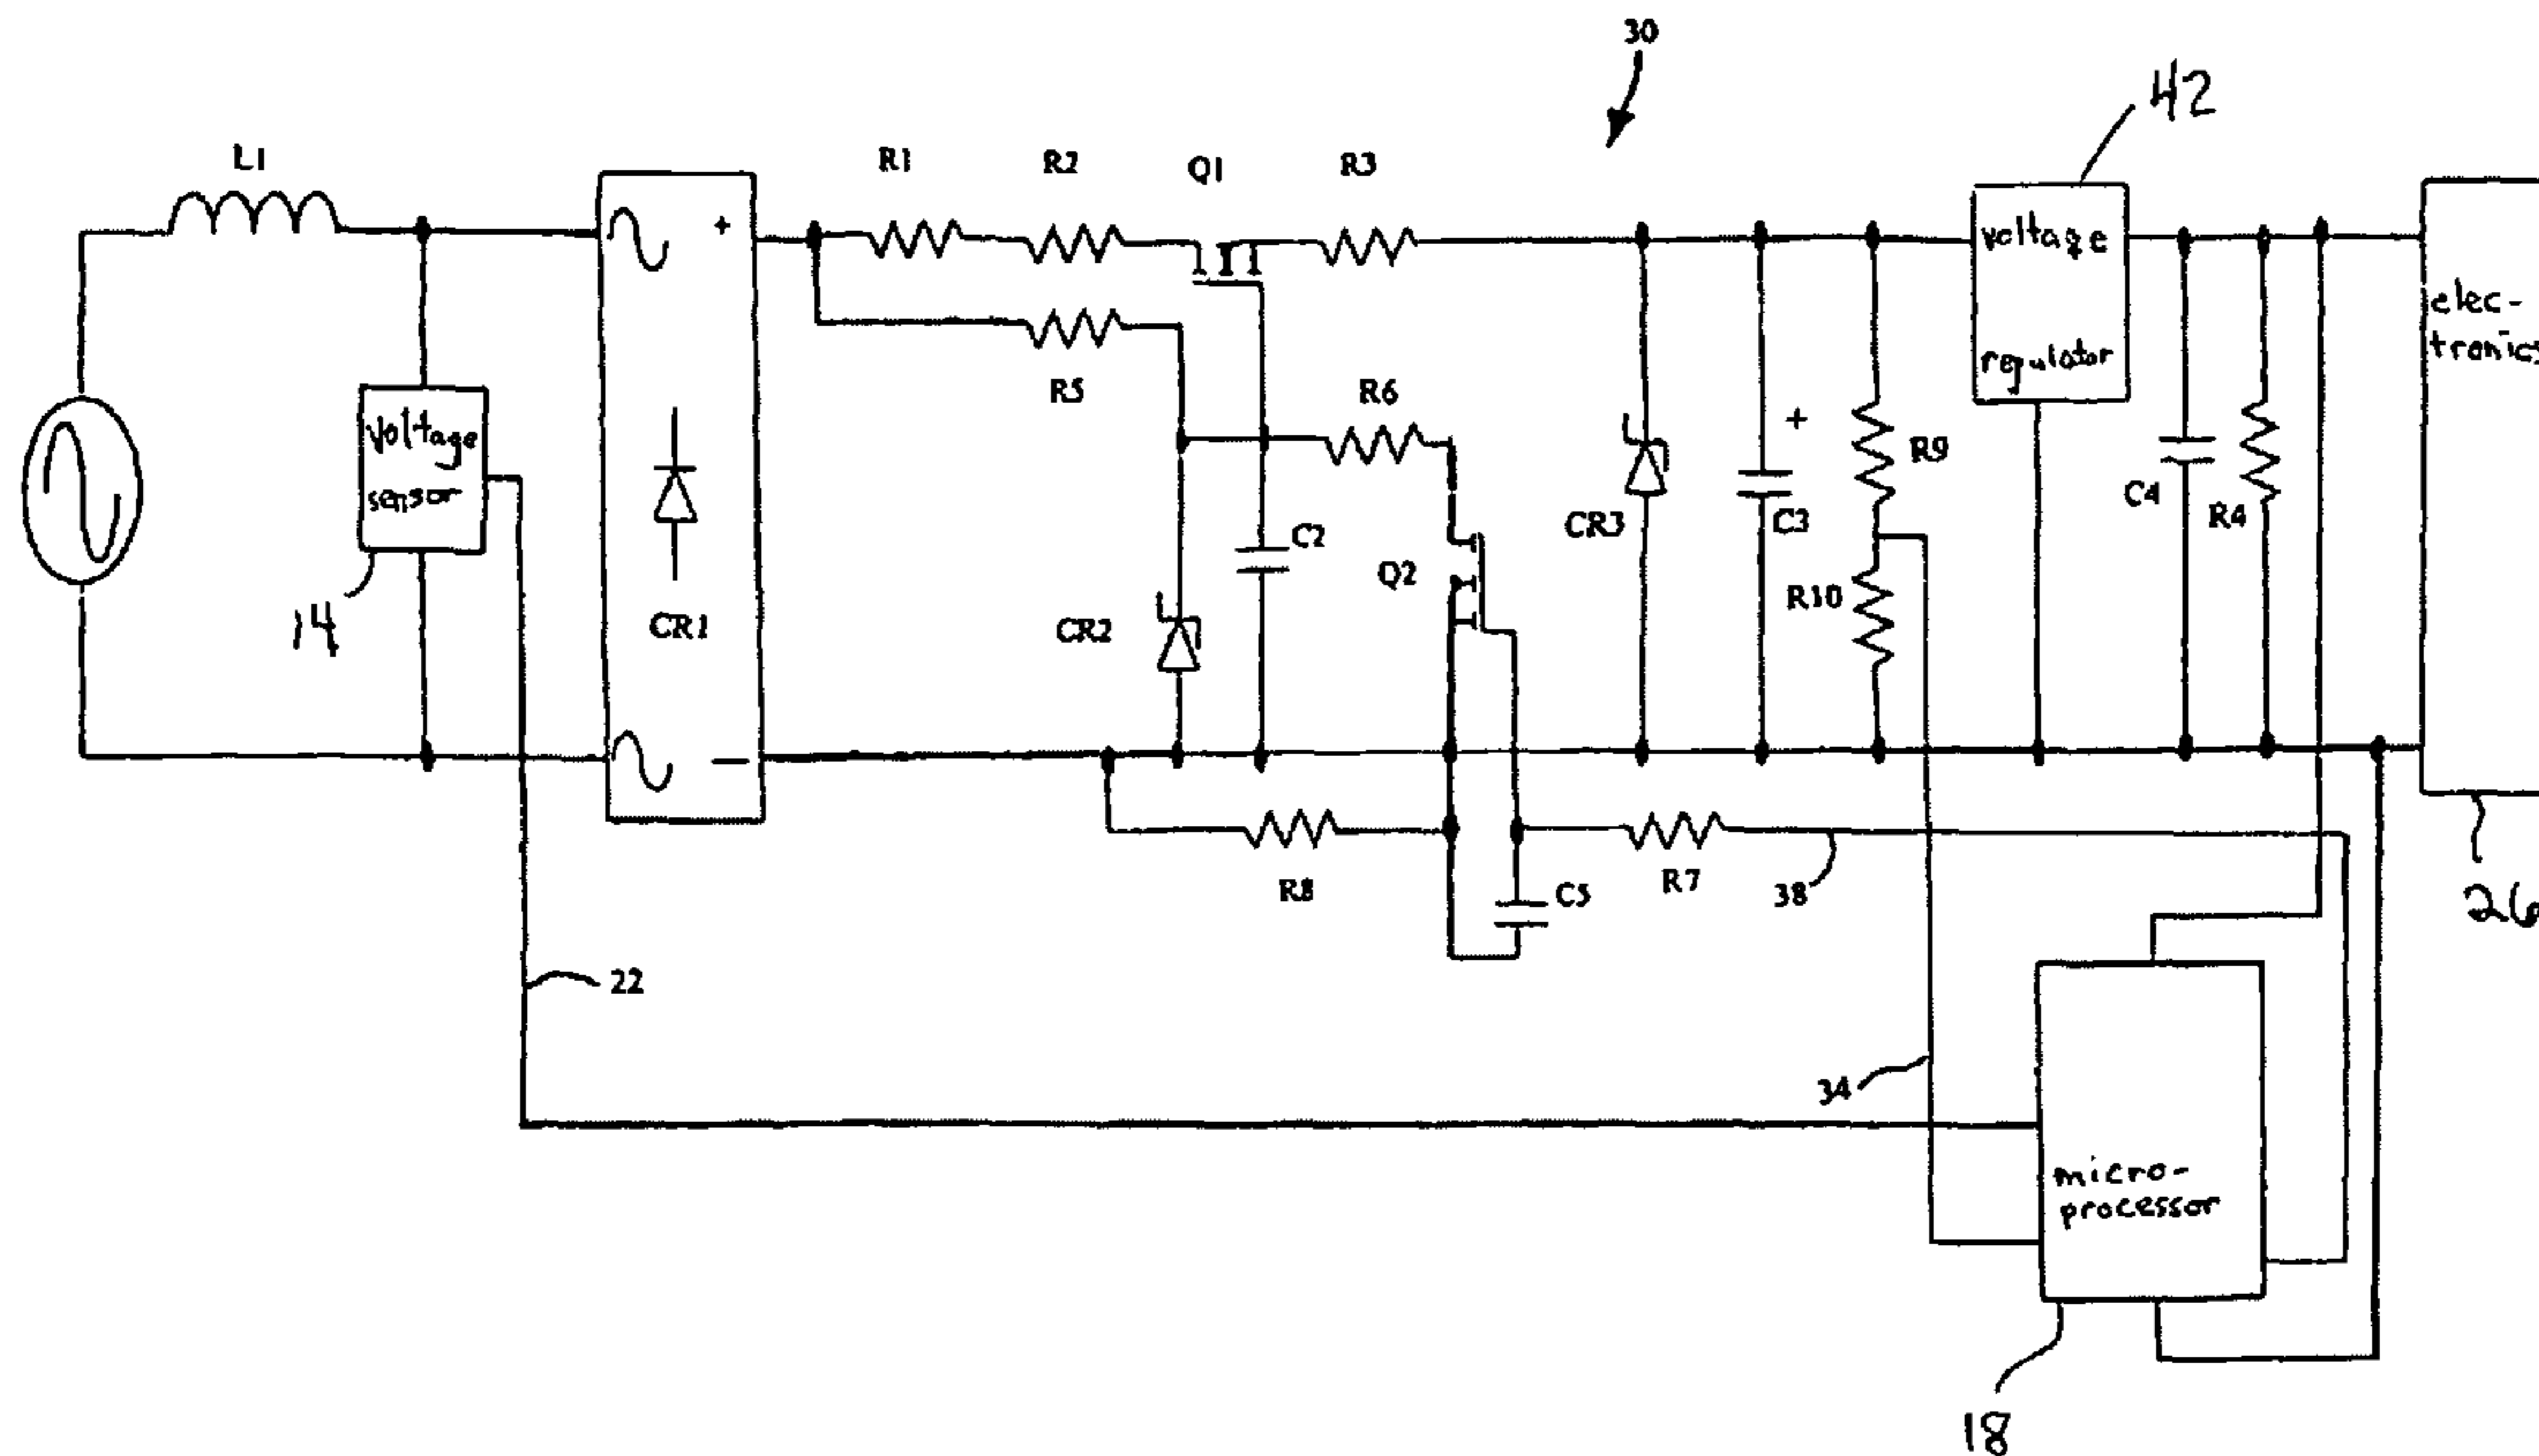 30
42
L1
R1
R2
Q1
R3
+
voltage
regulator
elec-
tronics
R5
R6
voltage
sensor
+
R9
CR3
C3
C4
R4
C2
Q2
R10
14
CR1
CR2
—
R8
C5
R7
38
26
22
34
micro-
processor
18